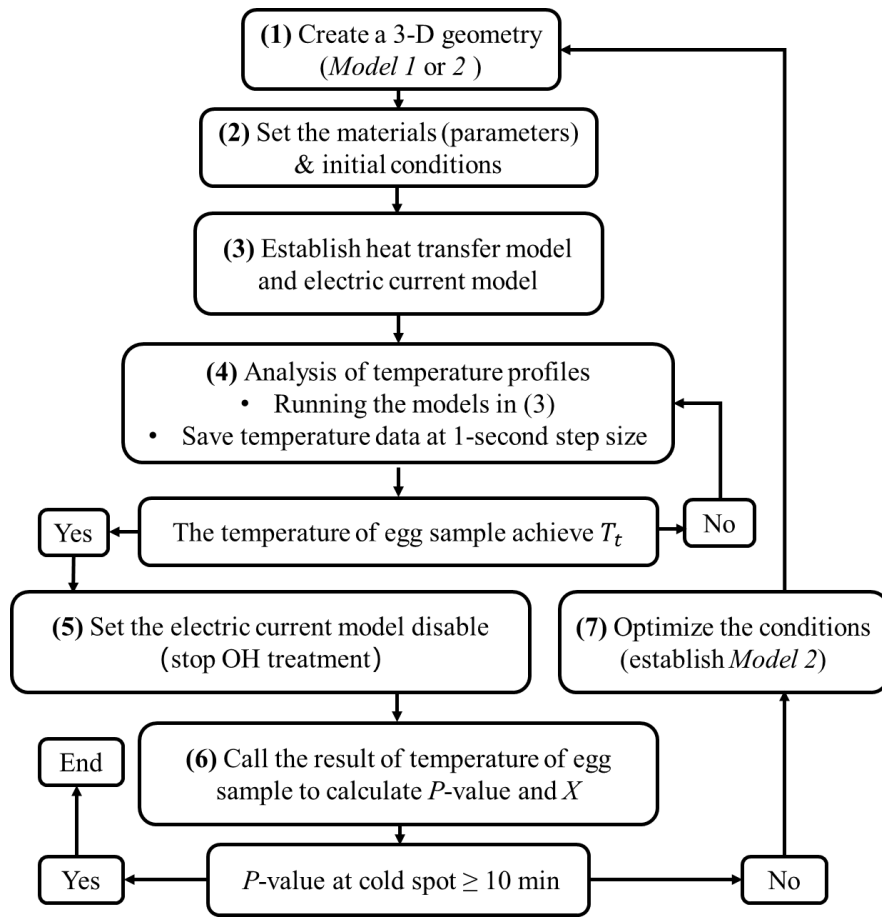 (1) Create a 3-D geometry
(Model 1 or 2 )
(2) Set the materials (parameters)
& initial conditions
(3) Establish heat transfer model
and electric current model
(4) Analysis of temperature profiles
• Running the models in (3)
• Save temperature data at 1-second step size
Yes
The temperature of egg sample achieve Tₜ
No
(5) Set the electric current model disable
(stop OH treatment)
(7) Optimize the conditions
(establish Model 2)
(6) Call the result of temperature of egg
sample to calculate P-value and X
End
Yes
P-value at cold spot ≥ 10 min
No